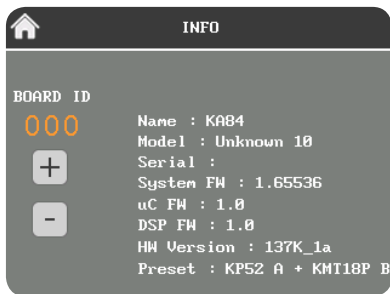 INFO
BOARD ID
000
+
-
Name : KA84
Model : Unknown 10
Serial :
System FW : 1.65536
uC FW : 1.0
DSP FW : 1.0
HW Version : 137K_1a
Preset : KP52 A + KMT18P B